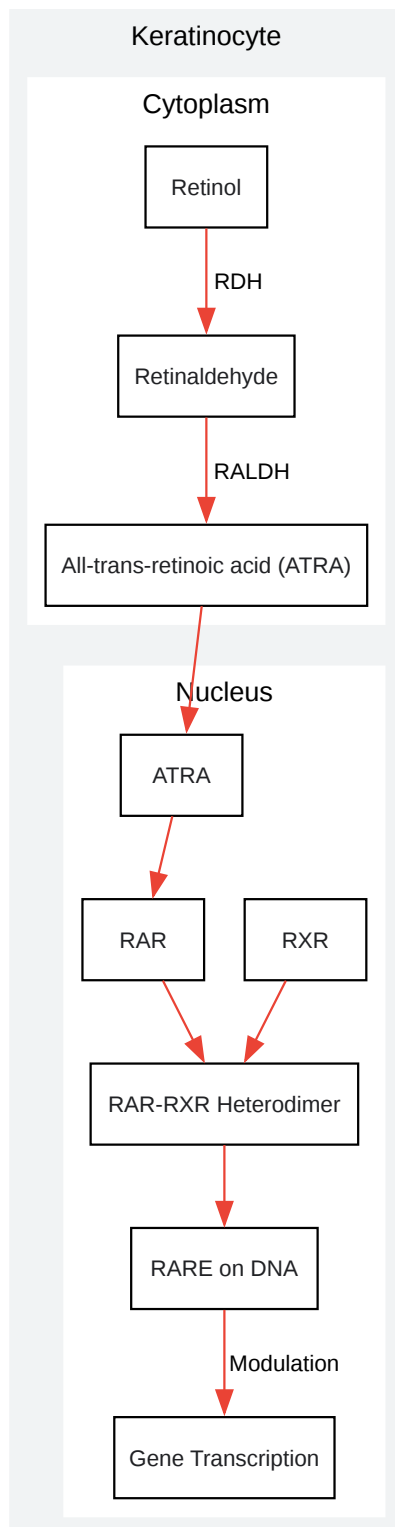 Keratinocyte
Cytoplasm
Retinol
RDH
Retinaldehyde
RALDH
All-trans-retinoic acid (ATRA)
Nucleus
ATRA
RAR
RXR
RAR-RXR Heterodimer
RARE on DNA
Modulation
Gene Transcription